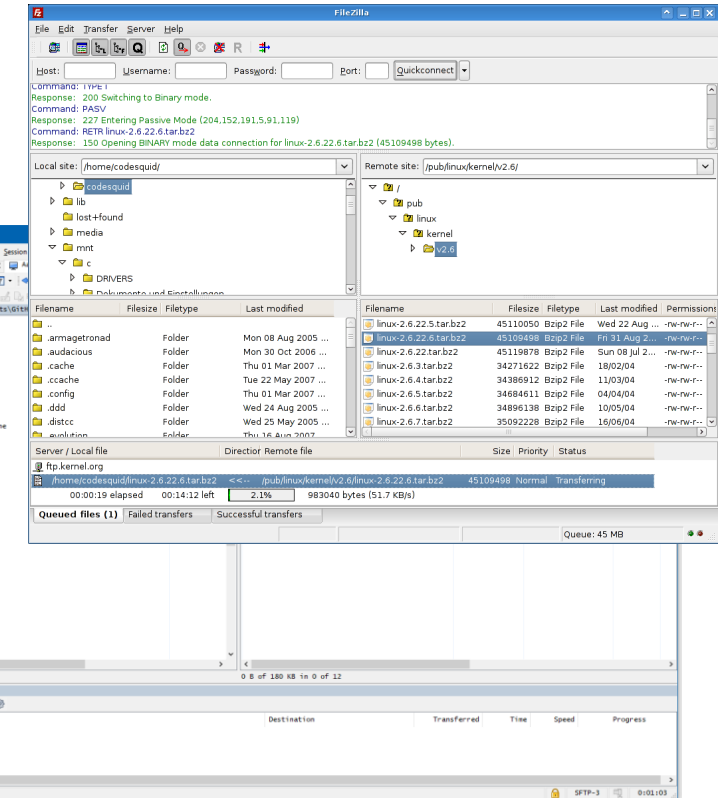 FileZilla
File Edit Transfer Server Help
Host: Username: Password: Port: Quickconnect
Command: TYPE I
Response: 200 Switching to Binary mode.
Command: PASV
Response: 227 Entering Passive Mode (204,152,191,5,91,119)
Command: RETR linux-2.6.22.6.tar.bz2
Response: 150 Opening BINARY mode data connection for linux-2.6.22.6.tar.bz2 (45109498 bytes).
Local site: /home/codesquid/
codesquid
lib
lost+found
media
mnt
c
DRIVERS
Dokumente und Einstellungen
Remote site: /pub/linux/kernel/v2.6/
/
pub
linux
kernel
v2.6
Filename Filesize Filetype Last modified
..
.armagetronad Folder Mon 08 Aug 2005 ...
.audacious Folder Mon 30 Oct 2006 ...
.cache Folder Thu 01 Mar 2007 ...
.ccache Folder Tue 22 May 2007 ...
.config Folder Thu 01 Mar 2007 ...
.ddd Folder Wed 24 Aug 2005 ...
.distcc Folder Wed 25 May 2005 ...
.evolution Folder Thu 16 Aug 2007
Filename Filesize Filetype Last modified Permissions
linux-2.6.22.5.tar.bz2 45110050 Bzip2 File Wed 22 Aug ... -rw-rw-r--
linux-2.6.22.6.tar.bz2 45109498 Bzip2 File Fri 31 Aug 2... -rw-rw-r--
linux-2.6.22.tar.bz2 45119878 Bzip2 File Sun 08 Jul 2... -rw-rw-r--
linux-2.6.3.tar.bz2 34271622 Bzip2 File 18/02/04 -rw-rw-r--
linux-2.6.4.tar.bz2 34386912 Bzip2 File 11/03/04 -rw-rw-r--
linux-2.6.5.tar.bz2 34684611 Bzip2 File 04/04/04 -rw-rw-r--
linux-2.6.6.tar.bz2 34896138 Bzip2 File 10/05/04 -rw-rw-r--
linux-2.6.7.tar.bz2 35092228 Bzip2 File 16/06/04 -rw-rw-r--
Server / Local file Direction Remote file Size Priority Status
ftp.kernel.org
/home/codesquid/linux-2.6.22.6.tar.bz2 <<-- /pub/linux/kernel/v2.6/linux-2.6.22.6.tar.bz2 45109498 Normal Transferring
00:00:19 elapsed 00:14:12 left 2.1% 983040 bytes (51.7 KB/s)
Queued files (1) Failed transfers Successful transfers
Queue: 45 MB
Session
0 B of 180 KB in 0 of 12
Destination Transferred Time Speed Progress
SFTP-3 0:01:03